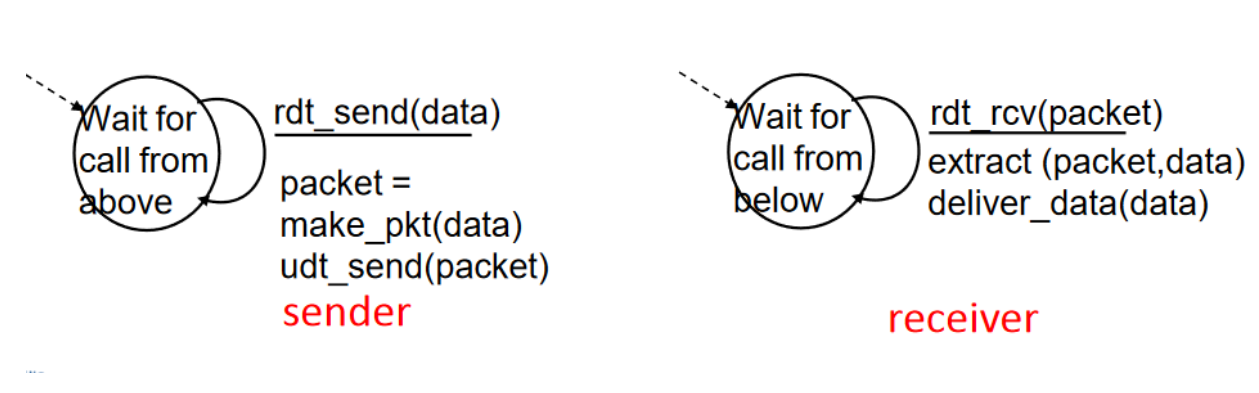 Wait for
call from
above
rdt_send(data)
packet =
make_pkt(data)
udt_send(packet)
sender
Wait for
call from
below
rdt_rcv(packet)
extract (packet,data)
deliver_data(data)
receiver